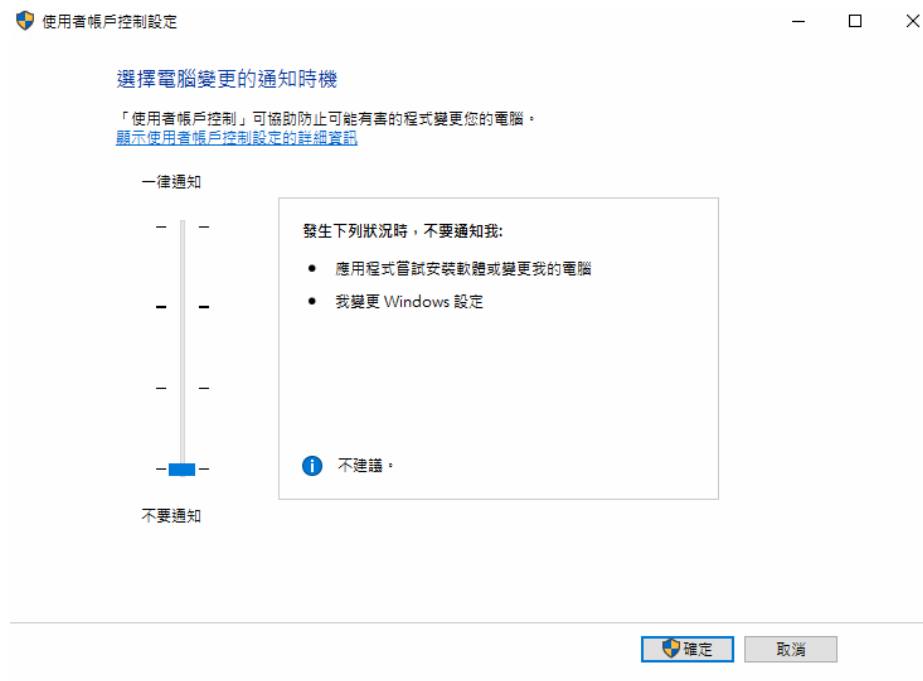 使用者帳戶控制設定
選擇電腦變更的通知時機
「使用者帳戶控制」可協助防止可能有害的程式變更您的電腦。
顯示使用者帳戶控制設定的詳細資訊
一律通知
發生下列狀況時，不要通知我:
• 應用程式嘗試安裝軟體或變更我的電腦
• 我變更 Windows 設定
不建議。
不要通知
確定
取消